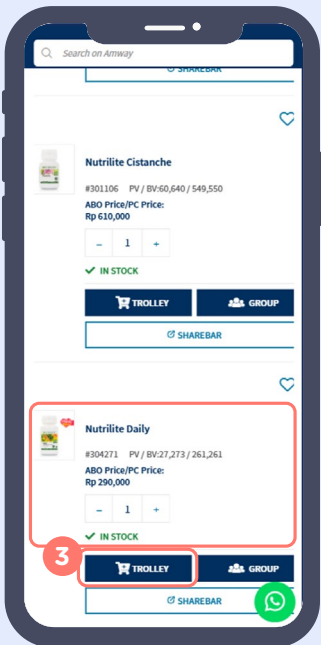 Search on Amway
SHAREBAR
Nutrilite Cistanche
#301106 PV / BV:60,640 / 549,550
ABO Price/PC Price:
Rp 610,000
- 1 +
IN STOCK
TROLLEY GROUP
SHAREBAR
Nutrilite Daily
#304271 PV / BV:27,273 / 261,261
ABO Price/PC Price:
Rp 290,000
- 1 +
IN STOCK
3
TROLLEY GROUP
SHAREBAR